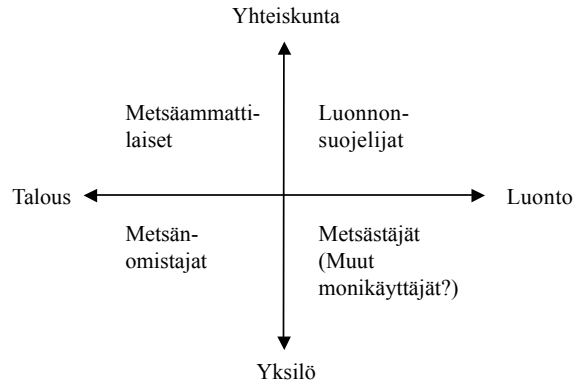 Yhteiskunta
Metsäammatti-
laiset
Luonnon-
suojelijat
Talous
Luonto
Metsän-
omistajat
Metsästäjät
(Muut
monikäyttäjät?)
Yksilö